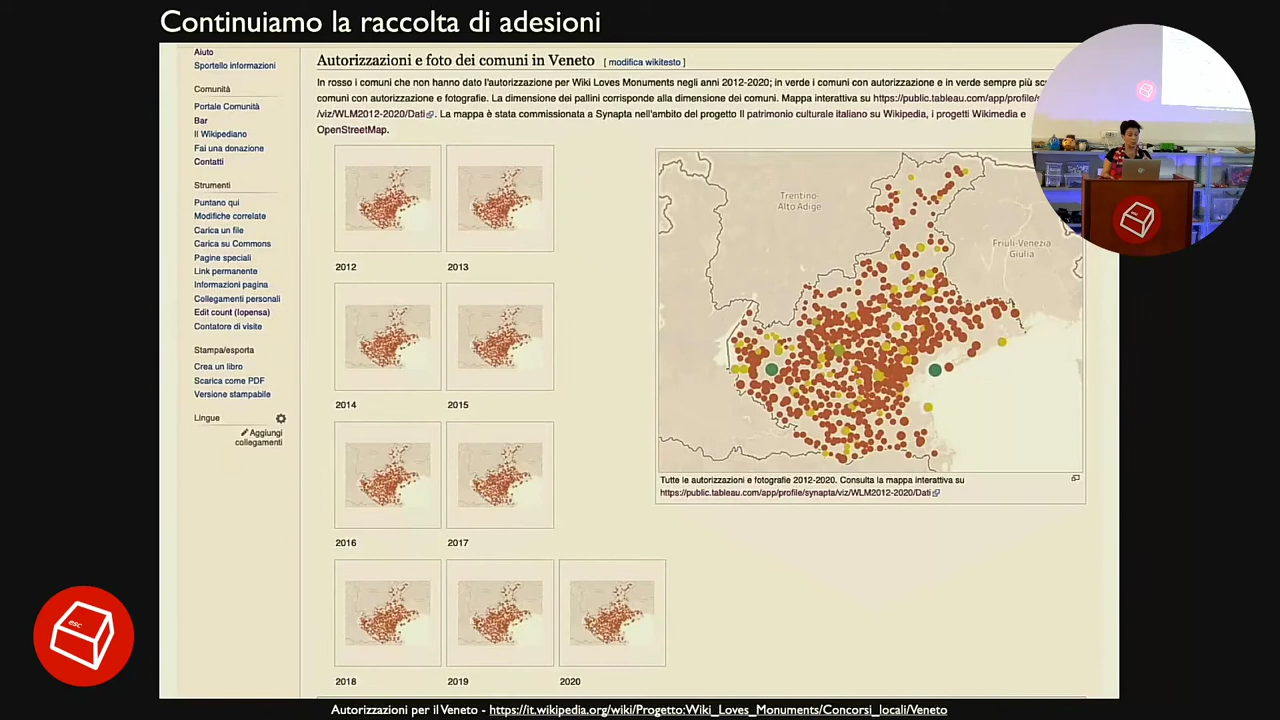 Continuiamo la raccolta di adesioni
Aiuto
Sportello informazioni
Comunità
Portale Comunità
Bar
Il Wikipediano
Fai una donazione
Contatti
Strumenti
Puntano qui
Modifiche correlate
Carica un file
Carica su Commons
Pagine speciali
Link permanente
Informazioni pagina
Collegamenti personali
Edit count (Iopensa)
Contatore di visite
Stampa/esporta
Crea un libro
Scarica come PDF
Versione stampabile
Lingue
Aggiungi
collegamenti
Autorizzazioni e foto dei comuni in Veneto [ modifica wikitesto ]
In rosso i comuni che non hanno dato l'autorizzazione per Wiki Loves Monuments negli anni 2012-2020; in verde i comuni con autorizzazione e in verde sempre più
comuni con autorizzazione e fotografie. La dimensione dei pallini corrisponde alla dimensione dei comuni. Mappa interattiva su https://public.tableau.com/app/profile/
/viz/WLM2012-2020/Dati. La mappa è stata commissionata a Synapta nell'ambito del progetto Il patrimonio culturale italiano su Wikipedia, i progetti Wikimedia e
OpenStreetMap.
2012
2013
2014
2015
2016
2017
2018
2019
2020
Trentino-
Alto Adige
Friuli-Venezia
Giulia
Tutte le autorizzazioni e fotografie 2012-2020. Consulta la mappa interattiva su
https://public.tableau.com/app/profile/synapta/viz/WLM2012-2020/Dati
esc
Autorizzazioni per il Veneto - https://it.wikipedia.org/wiki/Progetto:Wiki_Loves_Monuments/Concorsi_locali/Veneto